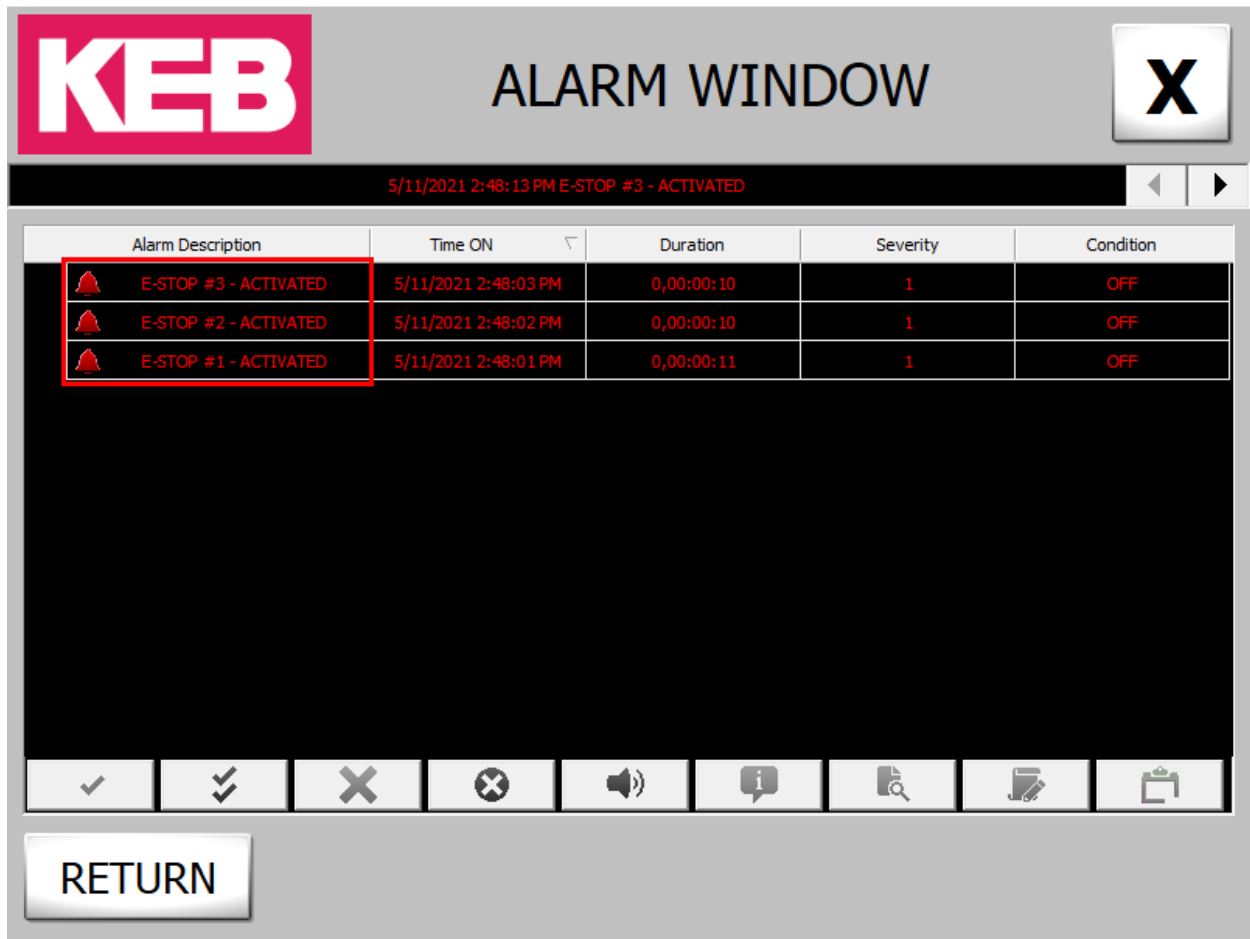 KEB
ALARM WINDOW
X
5/11/2021 2:48:13 PM E-STOP #3 - ACTIVATED
Alarm Description Time ON Duration Severity Condition
E-STOP #3 - ACTIVATED 5/11/2021 2:48:03 PM 0,00:00:10 1 OFF
E-STOP #2 - ACTIVATED 5/11/2021 2:48:02 PM 0,00:00:10 1 OFF
E-STOP #1 - ACTIVATED 5/11/2021 2:48:01 PM 0,00:00:11 1 OFF
RETURN